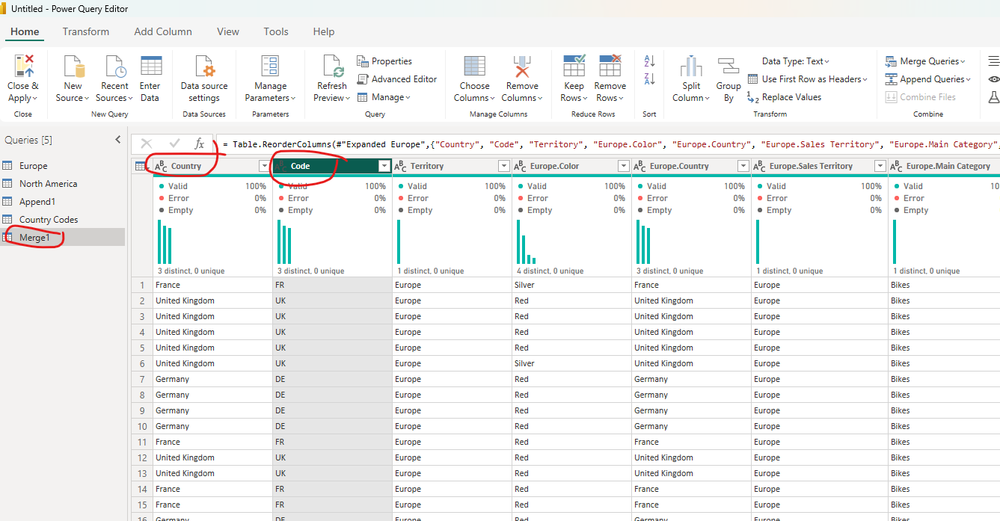 Untitled - Power Query Editor
Home Transform Add Column View Tools Help
Close & Apply New Source Recent Sources Enter Data Data source settings Manage Parameters Refresh Preview Properties Advanced Editor Manage Choose Columns Remove Columns Keep Rows Remove Rows Split Column Group By Data Type: Text Use First Row as Headers Replace Values Merge Queries Append Queries Combine Files
Close New Query Data Sources Parameters Query Manage Columns Reduce Rows Sort Transform Combine
Queries [5]
= Table.ReorderColumns(#"Expanded Europe",{"Country", "Code", "Territory", "Europe.Color", "Europe.Country", "Europe.Sales Territory", "Europe.Main Category",
Europe
North America
Append1
Country Codes
Merge1
Country Code Territory Europe.Color Europe.Country Europe.Sales Territory Europe.Main Category
Valid 100% Valid 100% Valid 100% Valid 100% Valid 100% Valid 100% Valid 10
Error 0% Error 0% Error 0% Error 0% Error 0% Error 0% Error
Empty 0% Empty 0% Empty 0% Empty 0% Empty 0% Empty 0% Empty
3 distinct, 0 unique 3 distinct, 0 unique 1 distinct, 0 unique 4 distinct, 0 unique 3 distinct, 0 unique 1 distinct, 0 unique 1 distinct, 0 unique
1 France FR Europe Silver France Europe Bikes
2 United Kingdom UK Europe Red United Kingdom Europe Bikes
3 United Kingdom UK Europe Red United Kingdom Europe Bikes
4 United Kingdom UK Europe Red United Kingdom Europe Bikes
5 United Kingdom UK Europe Red United Kingdom Europe Bikes
6 United Kingdom UK Europe Silver United Kingdom Europe Bikes
7 Germany DE Europe Red Germany Europe Bikes
8 Germany DE Europe Red Germany Europe Bikes
9 Germany DE Europe Red Germany Europe Bikes
10 Germany DE Europe Red Germany Europe Bikes
11 France FR Europe Red France Europe Bikes
12 United Kingdom UK Europe Red United Kingdom Europe Bikes
13 United Kingdom UK Europe Red United Kingdom Europe Bikes
14 France FR Europe Red France Europe Bikes
15 France FR Europe Red France Europe Bikes
16 Germany DE Europe Red Germany Europe Bikes